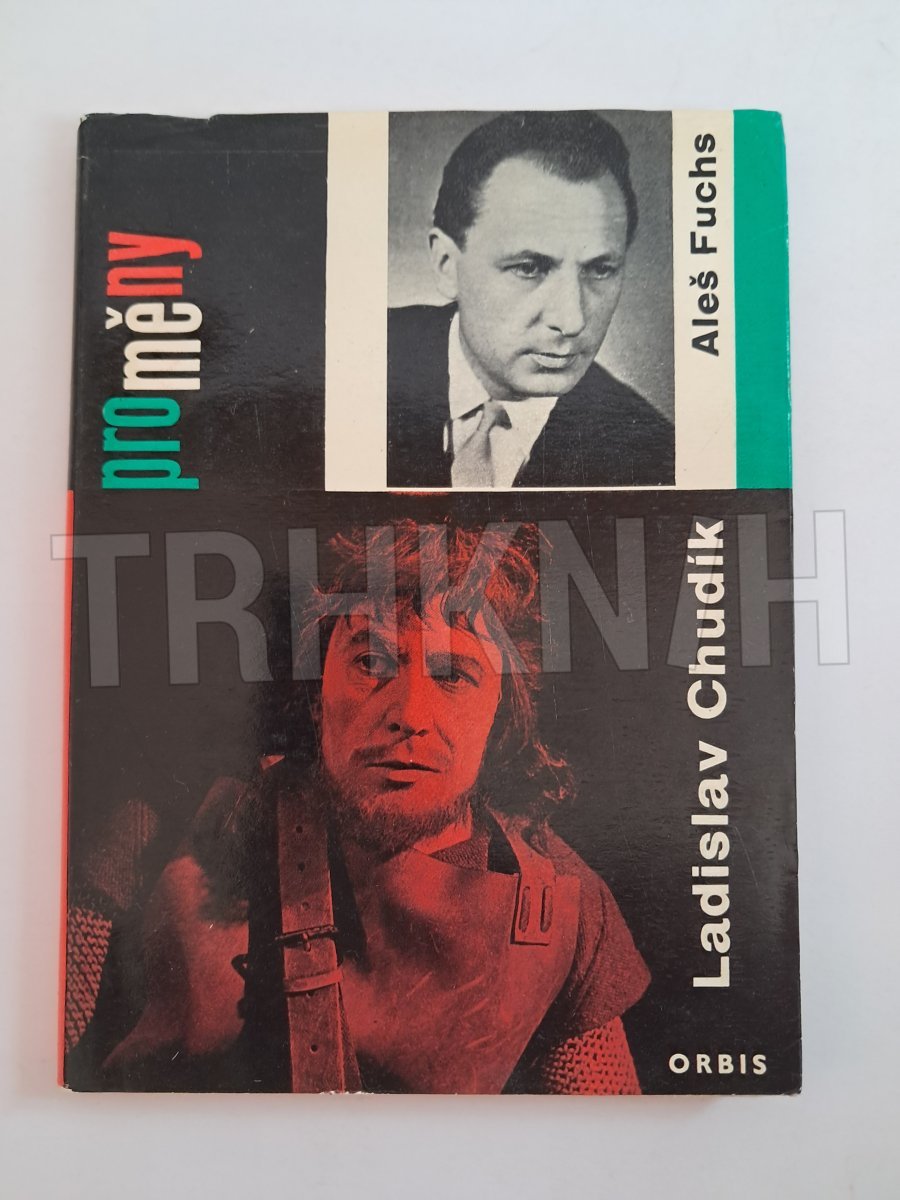 proměny
Aleš Fuchs
Ladislav Chudík
ORBIS
TRHKNIH